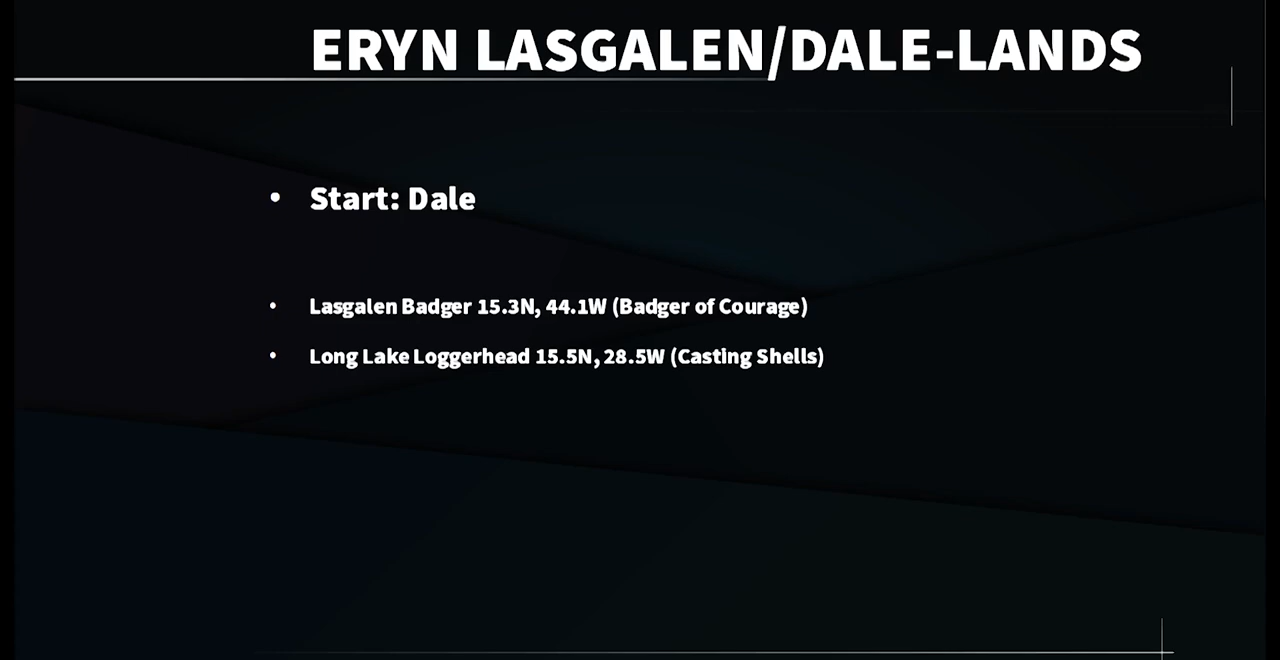 ERYN LASGALEN/DALE-LANDS
• Start: Dale
• Lasgalen Badger 15.3N, 44.1W (Badger of Courage)
• Long Lake Loggerhead 15.5N, 28.5W (Casting Shells)